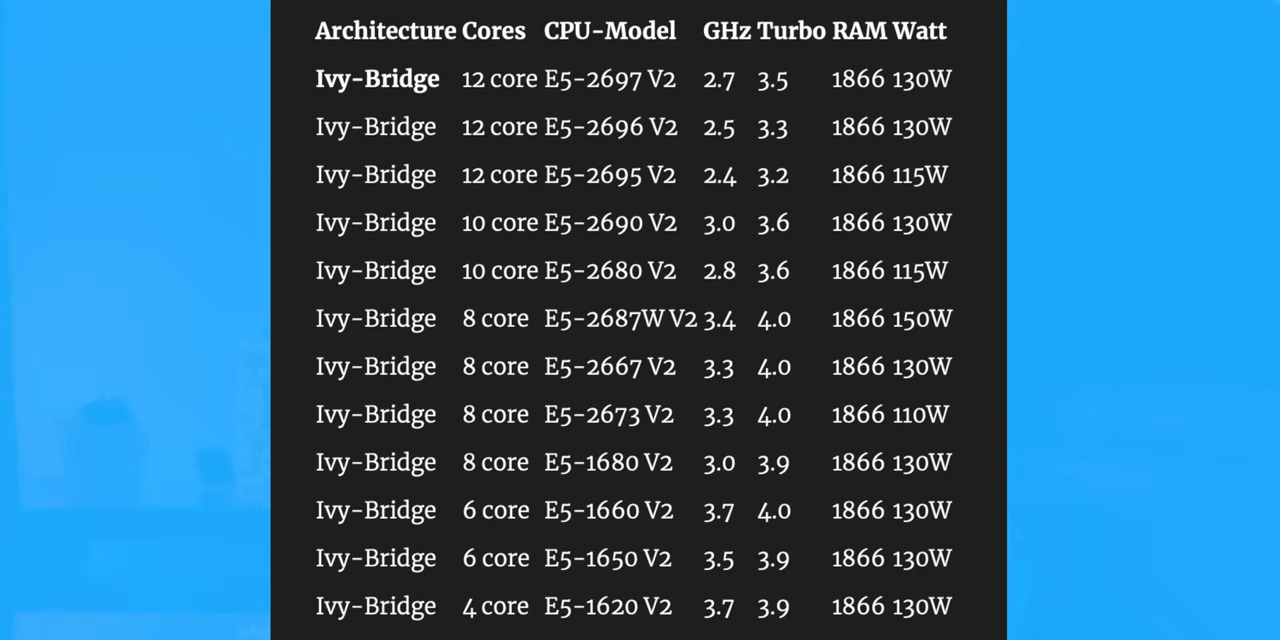 Architecture Cores CPU-Model GHz Turbo RAM Watt
Ivy-Bridge 12 core E5-2697 V2 2.7 3.5 1866 130W
Ivy-Bridge 12 core E5-2696 V2 2.5 3.3 1866 130W
Ivy-Bridge 12 core E5-2695 V2 2.4 3.2 1866 115W
Ivy-Bridge 10 core E5-2690 V2 3.0 3.6 1866 130W
Ivy-Bridge 10 core E5-2680 V2 2.8 3.6 1866 115W
Ivy-Bridge 8 core E5-2687W V2 3.4 4.0 1866 150W
Ivy-Bridge 8 core E5-2667 V2 3.3 4.0 1866 130W
Ivy-Bridge 8 core E5-2673 V2 3.3 4.0 1866 110W
Ivy-Bridge 8 core E5-1680 V2 3.0 3.9 1866 130W
Ivy-Bridge 6 core E5-1660 V2 3.7 4.0 1866 130W
Ivy-Bridge 6 core E5-1650 V2 3.5 3.9 1866 130W
Ivy-Bridge 4 core E5-1620 V2 3.7 3.9 1866 130W